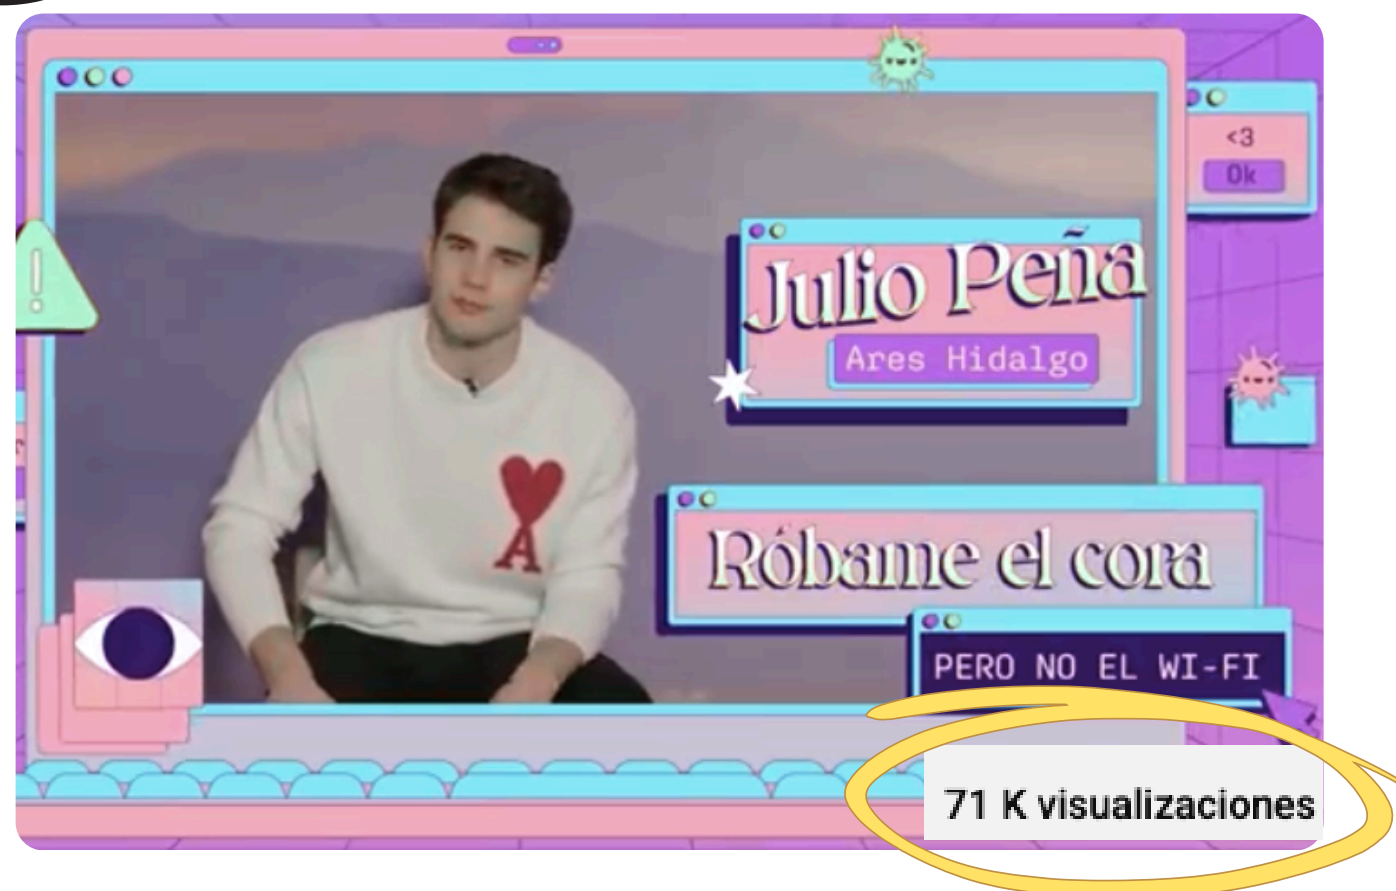 <3
Ok
Julio Peña
Ares Hidalgo
A
Róbame el cora
PERO NO EL WI-FI
71 K visualizaciones